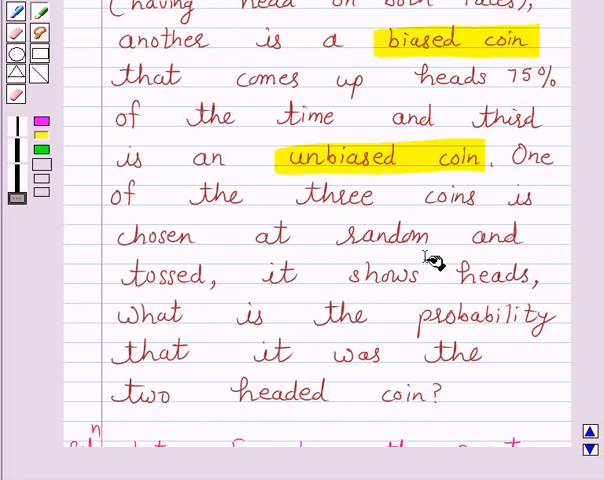 (having head on both faces),
another is a biased coin
that comes up heads 75%
of the time and third
is an unbiased coin. One
of the three coins is
chosen at random and
tossed, it shows heads,
what is the probability
that it was the
two headed coin?